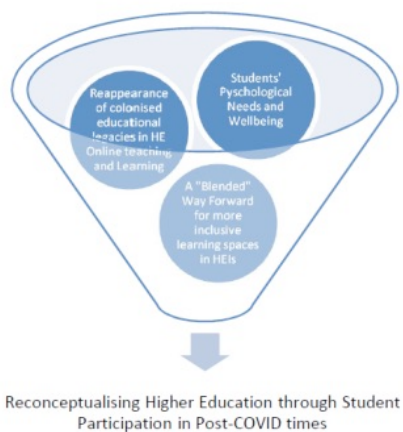 Reappearance
of colonised
educational
legacies in HE
Online teaching
and Learning
Students'
Pyschological
Needs and
Wellbeing
A "Blended"
Way Forward
for more
inclusive
learning spaces
in HEIs
Reconceptualising Higher Education through Student
Participation in Post-COVID times